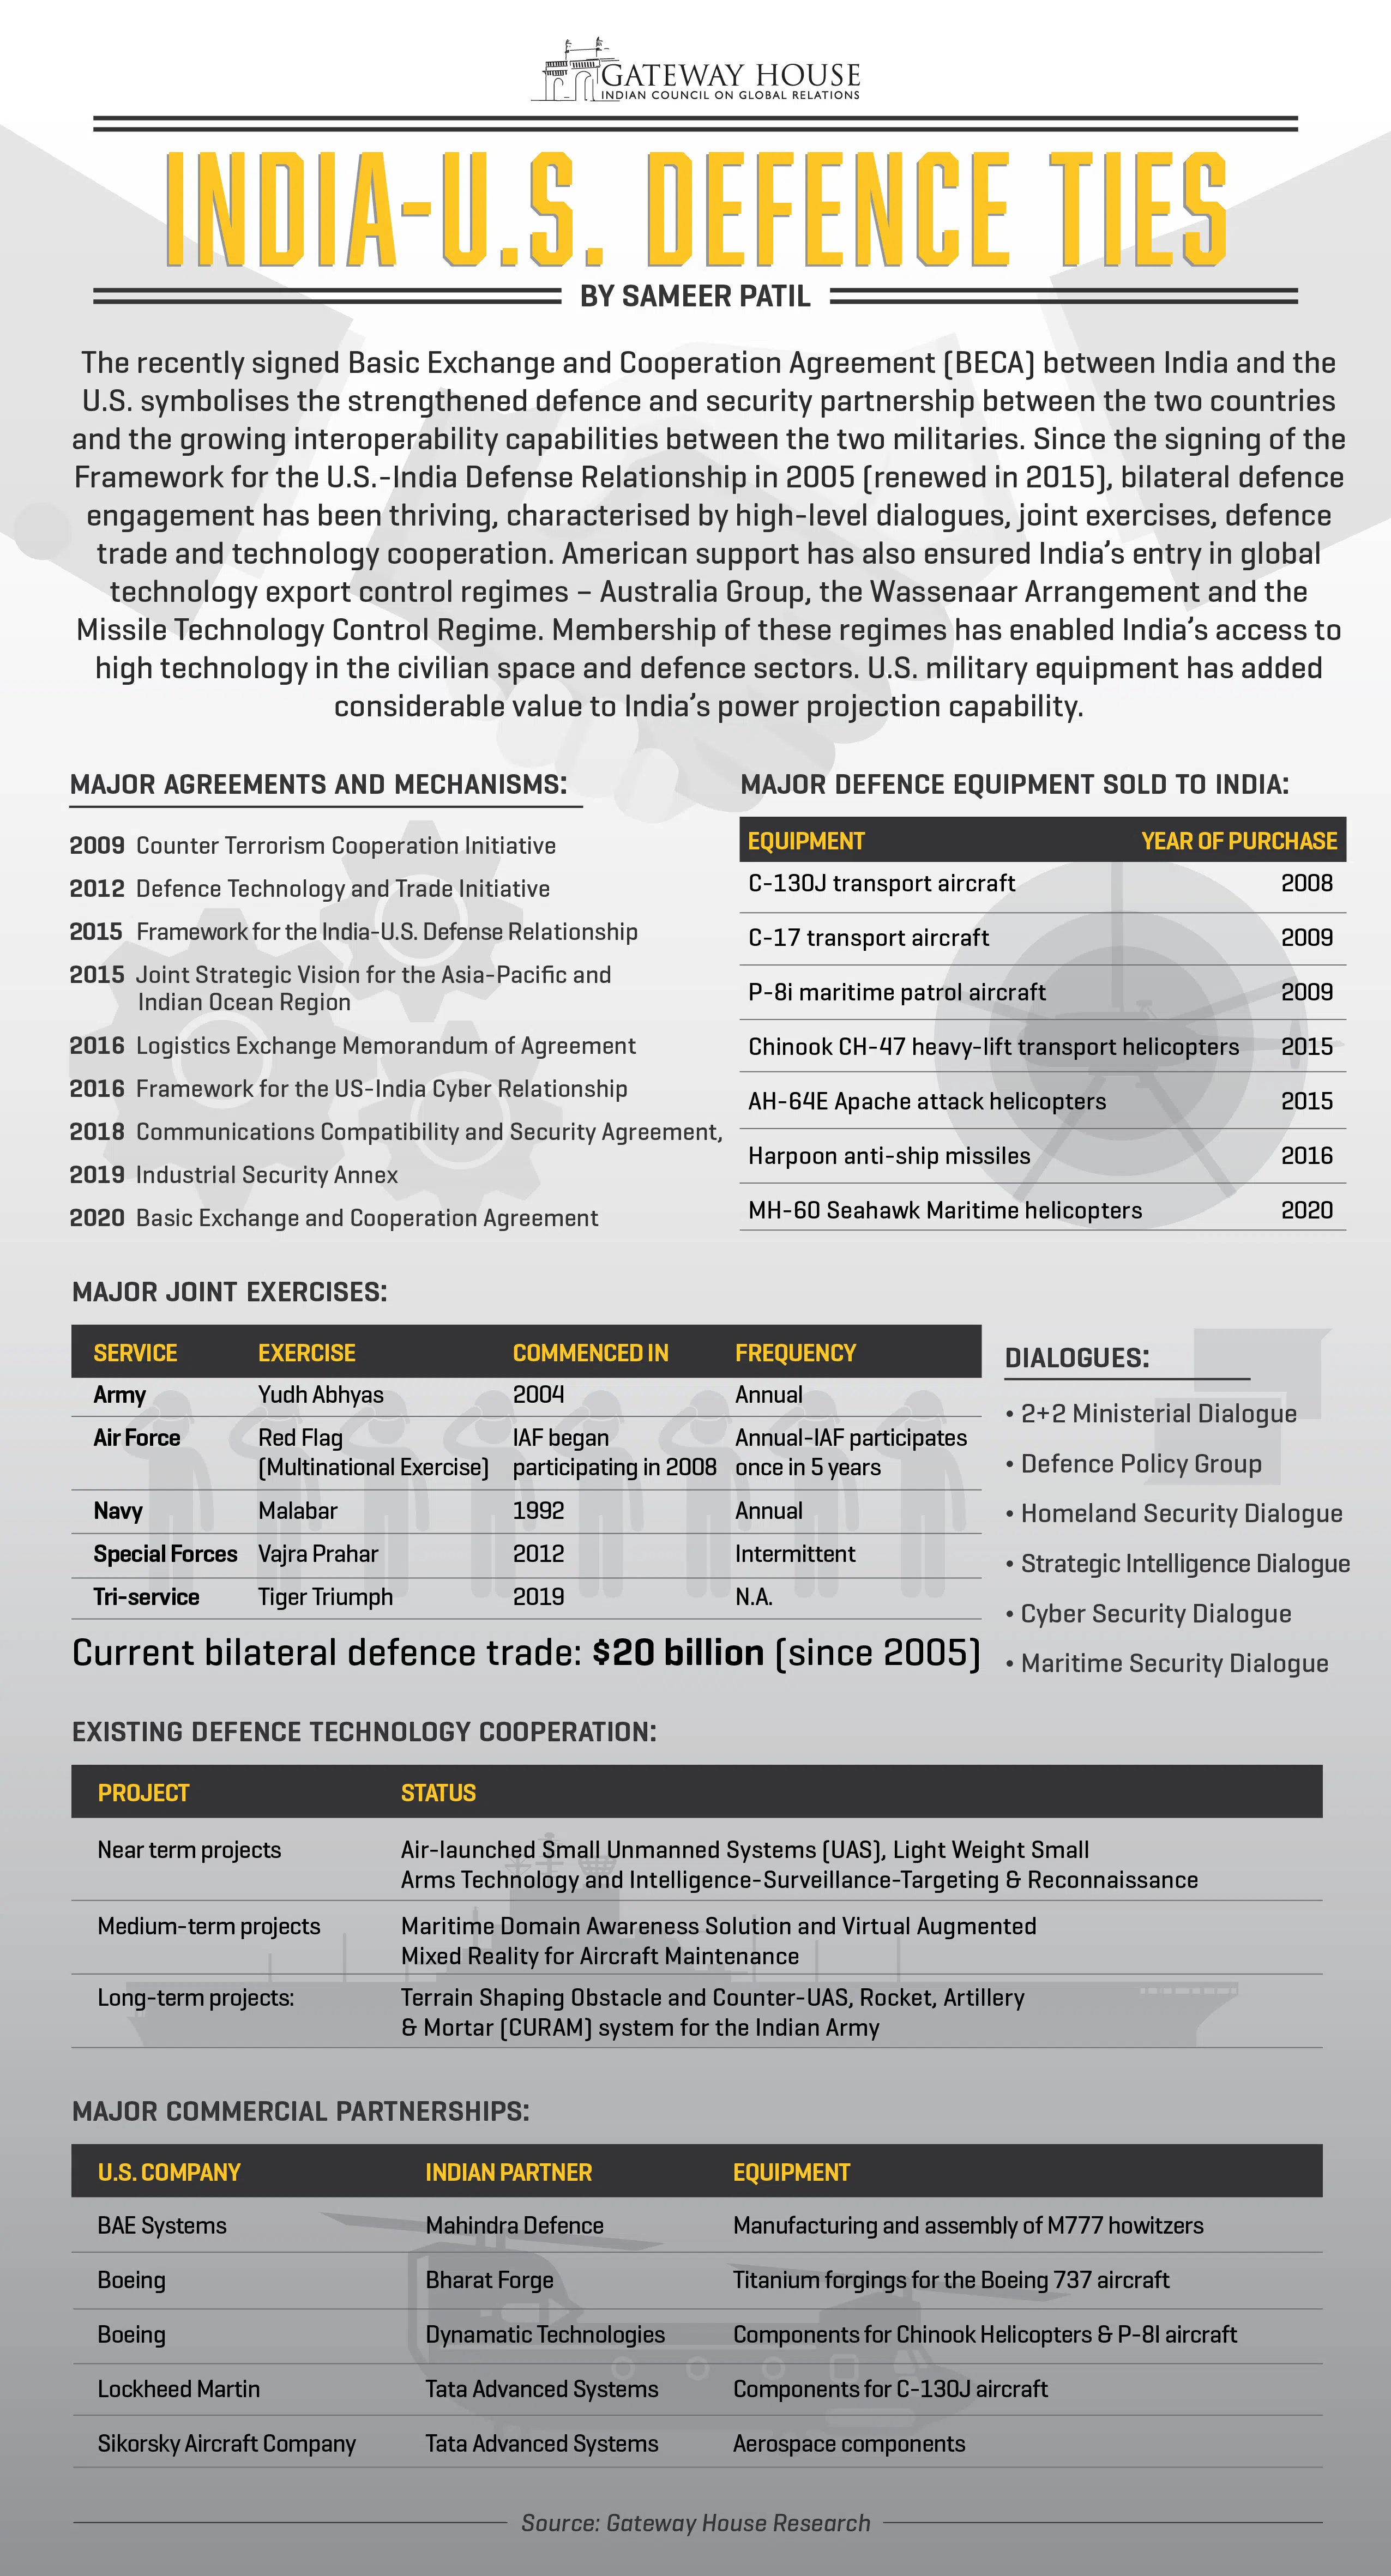 GATEWAY HOUSE
INDIAN COUNCIL ON GLOBAL RELATIONS
INDIA-U.S. DEFENCE TIES
BY SAMEER PATIL
The recently signed Basic Exchange and Cooperation Agreement (BECA) between India and the
U.S. symbolises the strengthened defence and security partnership between the two countries
and the growing interoperability capabilities between the two militaries. Since the signing of the
Framework for the U.S.-India Defense Relationship in 2005 (renewed in 2015), bilateral defence
engagement has been thriving, characterised by high-level dialogues, joint exercises, defence
trade and technology cooperation. American support has also ensured India's entry in global
technology export control regimes – Australia Group, the Wassenaar Arrangement and the
Missile Technology Control Regime. Membership of these regimes has enabled India's access to
high technology in the civilian space and defence sectors. U.S. military equipment has added
considerable value to India's power projection capability.
MAJOR AGREEMENTS AND MECHANISMS:
2009 Counter Terrorism Cooperation Initiative
2012 Defence Technology and Trade Initiative
2015 Framework for the India-U.S. Defense Relationship
2015 Joint Strategic Vision for the Asia-Pacific and
Indian Ocean Region
2016 Logistics Exchange Memorandum of Agreement
2016 Framework for the US-India Cyber Relationship
2018 Communications Compatibility and Security Agreement,
2019 Industrial Security Annex
2020 Basic Exchange and Cooperation Agreement
MAJOR DEFENCE EQUIPMENT SOLD TO INDIA:
EQUIPMENT YEAR OF PURCHASE
C-130J transport aircraft 2008
C-17 transport aircraft 2009
P-8i maritime patrol aircraft 2009
Chinook CH-47 heavy-lift transport helicopters 2015
AH-64E Apache attack helicopters 2015
Harpoon anti-ship missiles 2016
MH-60 Seahawk Maritime helicopters 2020
MAJOR JOINT EXERCISES:
SERVICE EXERCISE COMMENCED IN FREQUENCY
Army Yudh Abhyas 2004 Annual
Air Force Red Flag IAF began Annual-IAF participates
(Multinational Exercise) participating in 2008 once in 5 years
Navy Malabar 1992 Annual
Special Forces Vajra Prahar 2012 Intermittent
Tri-service Tiger Triumph 2019 N.A.
Current bilateral defence trade: $20 billion (since 2005)
DIALOGUES:
• 2+2 Ministerial Dialogue
• Defence Policy Group
• Homeland Security Dialogue
• Strategic Intelligence Dialogue
• Cyber Security Dialogue
• Maritime Security Dialogue
EXISTING DEFENCE TECHNOLOGY COOPERATION:
PROJECT STATUS
Near term projects Air-launched Small Unmanned Systems (UAS), Light Weight Small
Arms Technology and Intelligence-Surveillance-Targeting & Reconnaissance
Medium-term projects Maritime Domain Awareness Solution and Virtual Augmented
Mixed Reality for Aircraft Maintenance
Long-term projects: Terrain Shaping Obstacle and Counter-UAS, Rocket, Artillery
& Mortar (CURAM) system for the Indian Army
MAJOR COMMERCIAL PARTNERSHIPS:
U.S. COMPANY INDIAN PARTNER EQUIPMENT
BAE Systems Mahindra Defence Manufacturing and assembly of M777 howitzers
Boeing Bharat Forge Titanium forgings for the Boeing 737 aircraft
Boeing Dynamatic Technologies Components for Chinook Helicopters & P-8I aircraft
Lockheed Martin Tata Advanced Systems Components for C-130J aircraft
Sikorsky Aircraft Company Tata Advanced Systems Aerospace components
Source: Gateway House Research